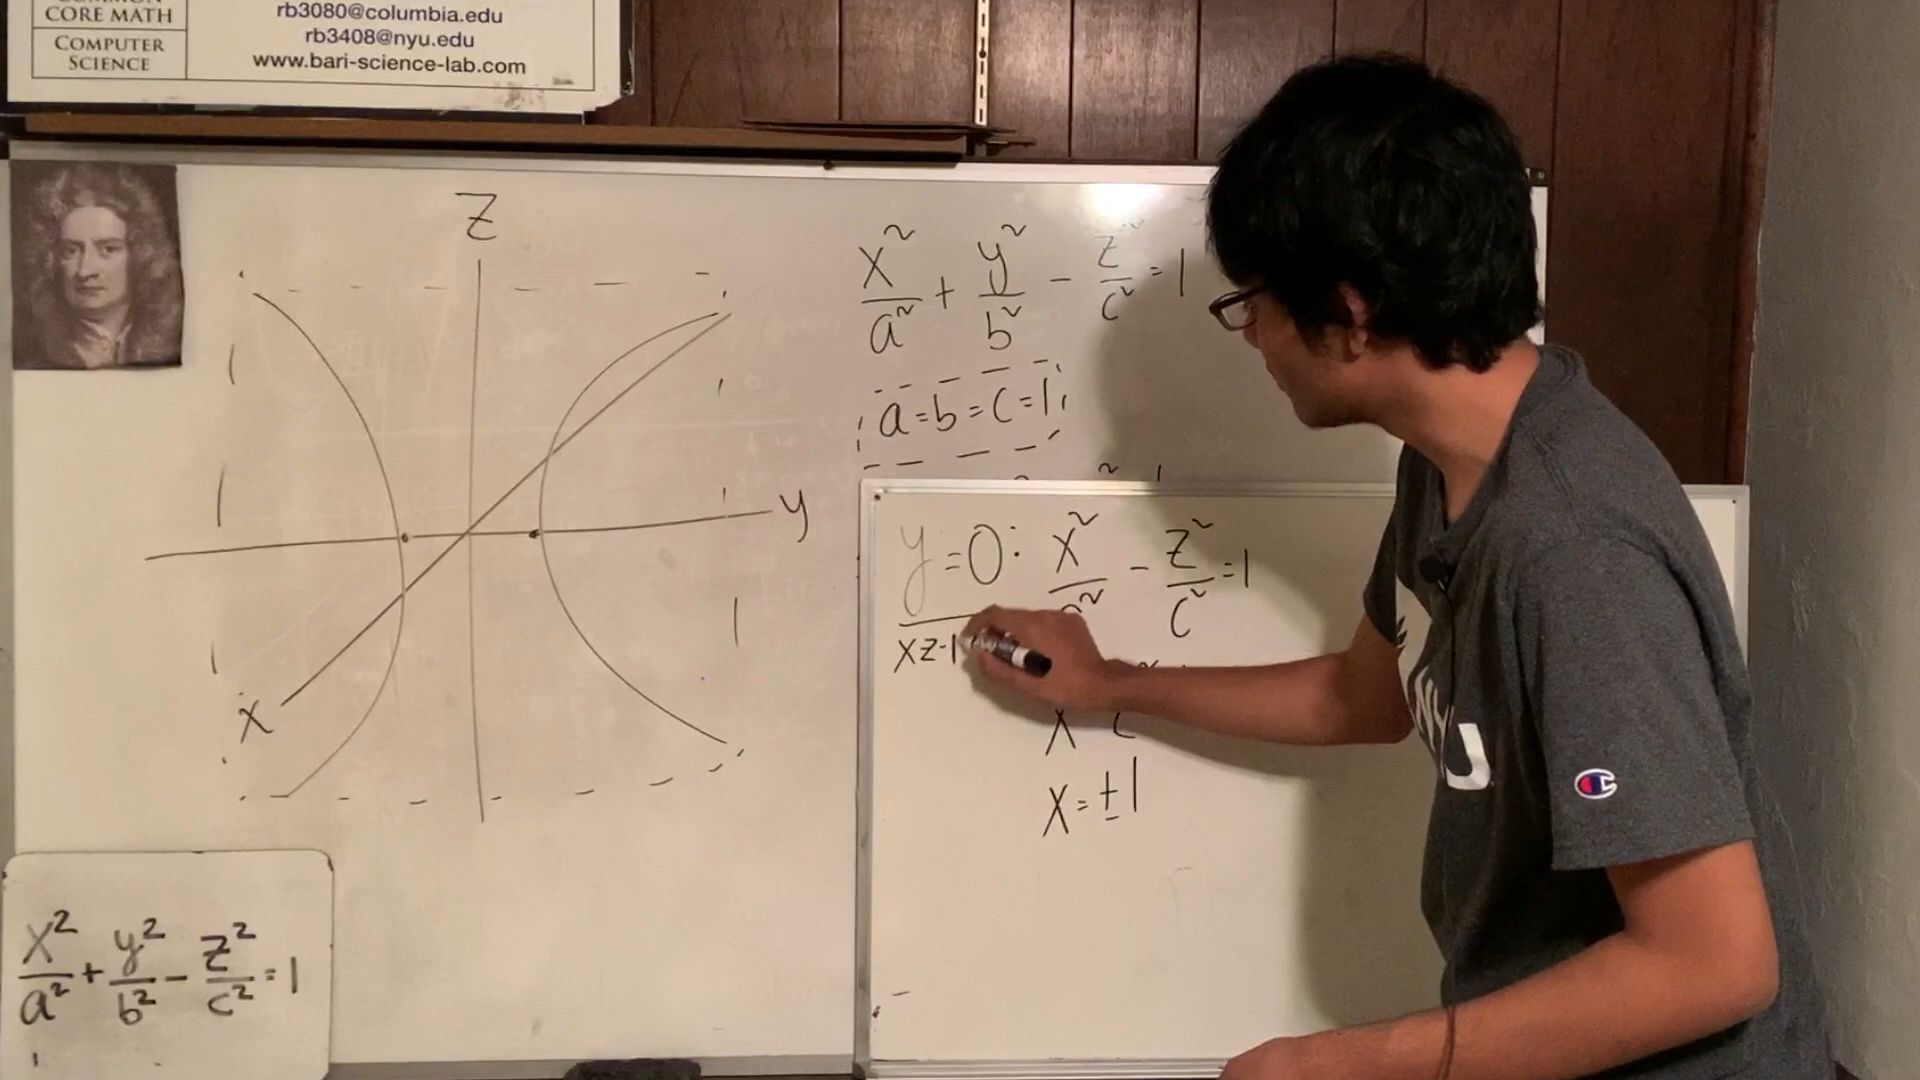 CORE MATH
COMPUTER
SCIENCE
rb3080@columbia.edu
rb3408@nyu.edu
www.bari-science-lab.com
Z
y
X
x²/a² + y²/b² - z²/c² = 1
a=b=c=1
y=0: x²/a² - z²/c² = 1
xz-
x = ±1
x²/a² + y²/b² - z²/c² = 1
NYU